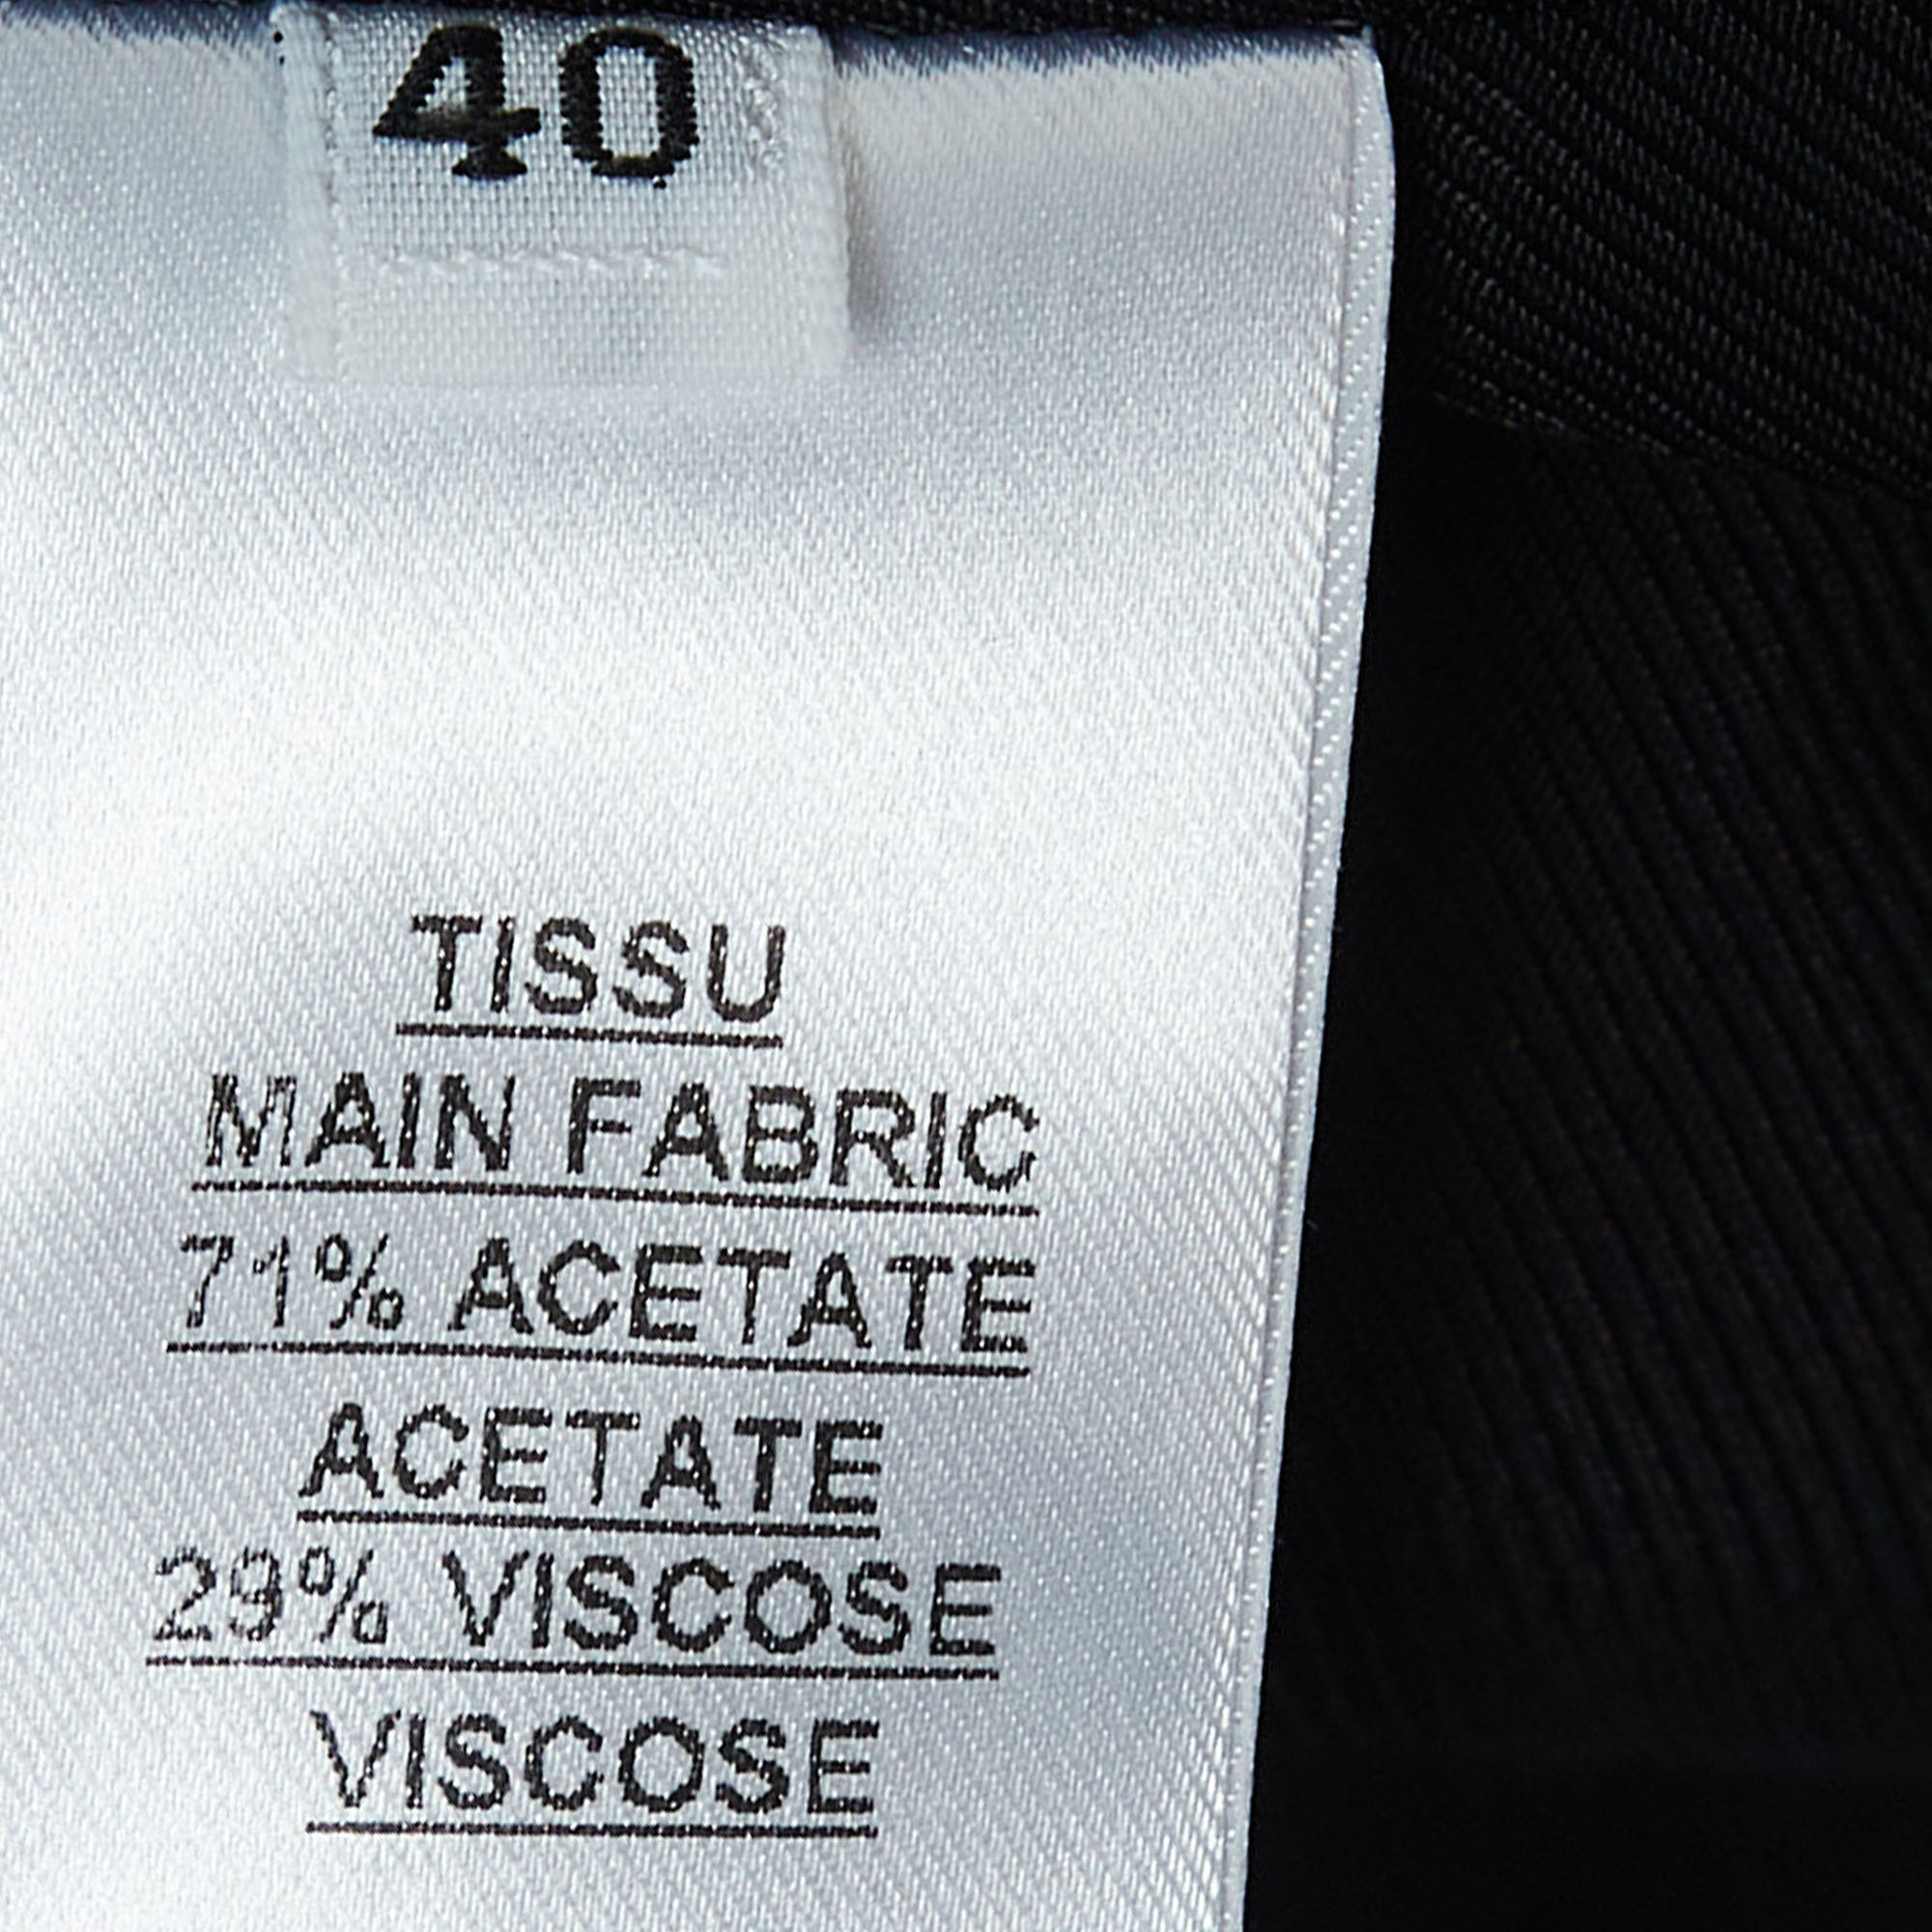 40
TISSU
MAIN FABRIC
71% ACETATE
ACETATE
29% VISCOSE
VISCOSE